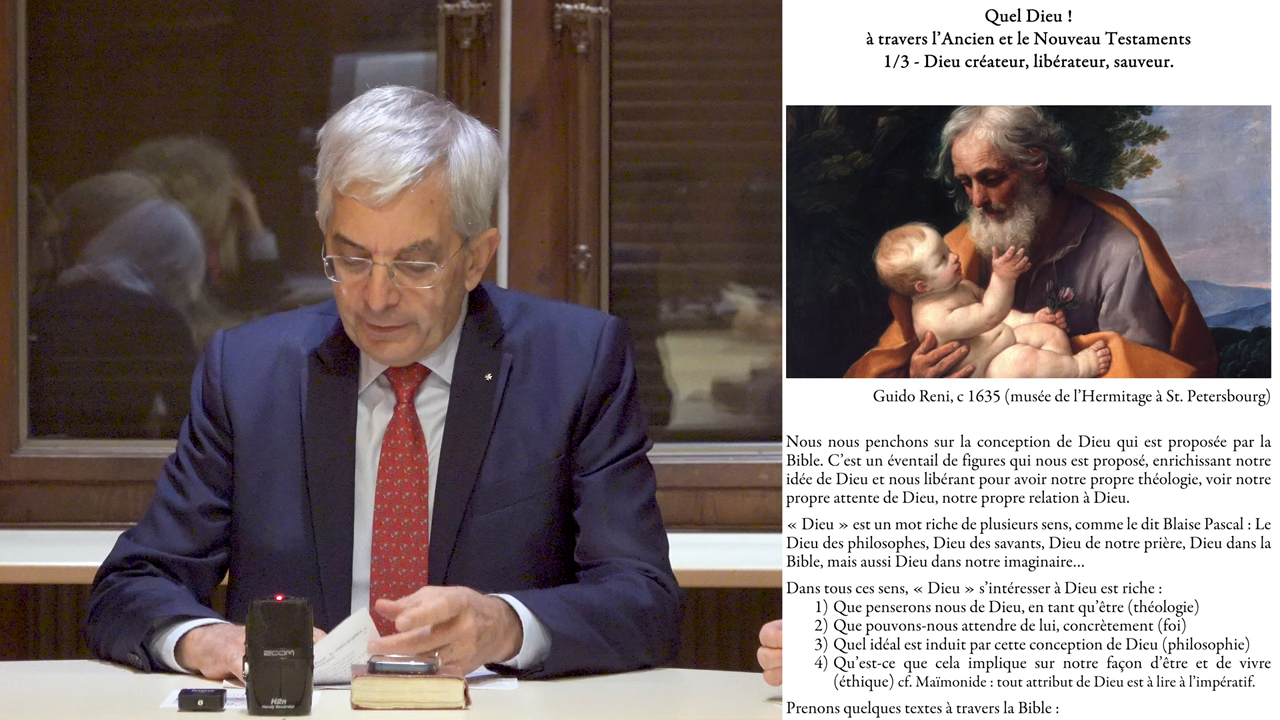 Quel Dieu !
à travers l'Ancien et le Nouveau Testaments
1/3 - Dieu créateur, libérateur, sauveur.
Guido Reni, c 1635 (musée de l'Hermitage à St. Petersbourg)
Nous nous penchons sur la conception de Dieu qui est proposée par la
Bible. C'est un éventail de figures qui nous est proposé, enrichissant notre
idée de Dieu et nous libérant pour avoir notre propre théologie, voir notre
propre attente de Dieu, notre propre relation à Dieu.
« Dieu » est un mot riche de plusieurs sens, comme le dit Blaise Pascal : Le
Dieu des philosophes, Dieu des savants, Dieu de notre prière, Dieu dans la
Bible, mais aussi Dieu dans notre imaginaire...
Dans tous ces sens, « Dieu » s'intéresser à Dieu est riche :
1) Que penserons nous de Dieu, en tant qu'être (théologie)
2) Que pouvons-nous attendre de lui, concrètement (foi)
3) Quel idéal est induit par cette conception de Dieu (philosophie)
4) Qu'est-ce que cela implique sur notre façon d'être et de vivre
(éthique) cf. Maïmonide : tout attribut de Dieu est à lire à l'impératif.
Prenons quelques textes à travers la Bible :
ZOOM
H2n
Handy Recorder